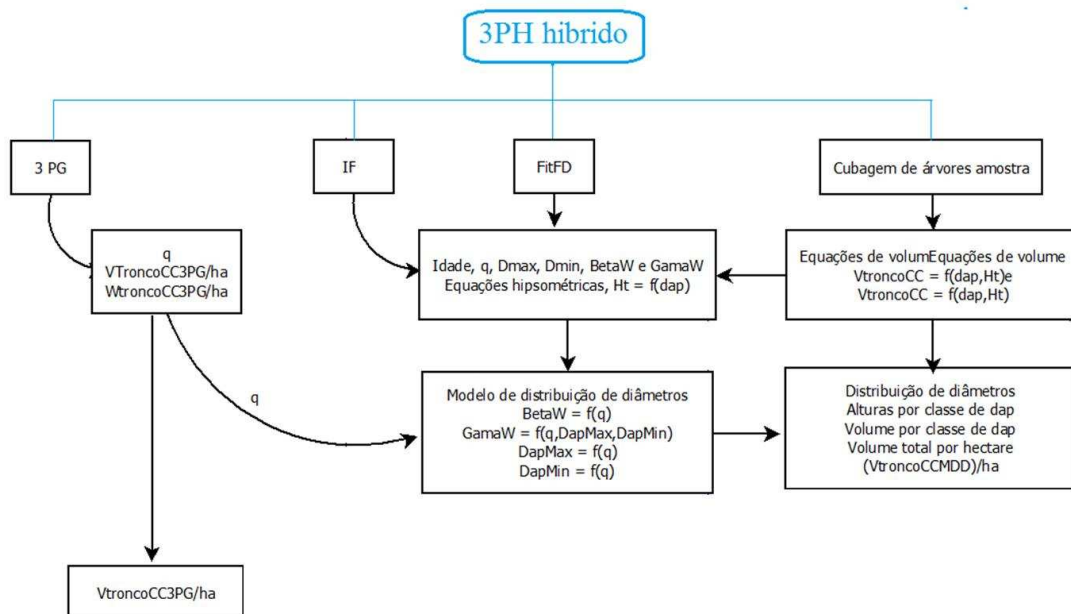 3PH hibrido
3 PG
IF
FitFD
Cubagem de árvores amostra
q
VTroncoCC3PG/ha
WtroncoCC3PG/ha
Idade, q, Dmax, Dmin, BetaW e GamaW
Equações hipsométricas, Ht = f(dap)
Equações de volumEquações de volume
VtroncoCC = f(dap,Ht)e
VtroncoCC = f(dap,Ht)
q
Modelo de distribuição de diâmetros
BetaW = f(q)
GamaW = f(q,DapMax,DapMin)
DapMax = f(q)
DapMin = f(q)
Distribuição de diâmetros
Alturas por classe de dap
Volume por classe de dap
Volume total por hectare
(VtroncoCCMDD)/ha
VtroncoCC3PG/ha